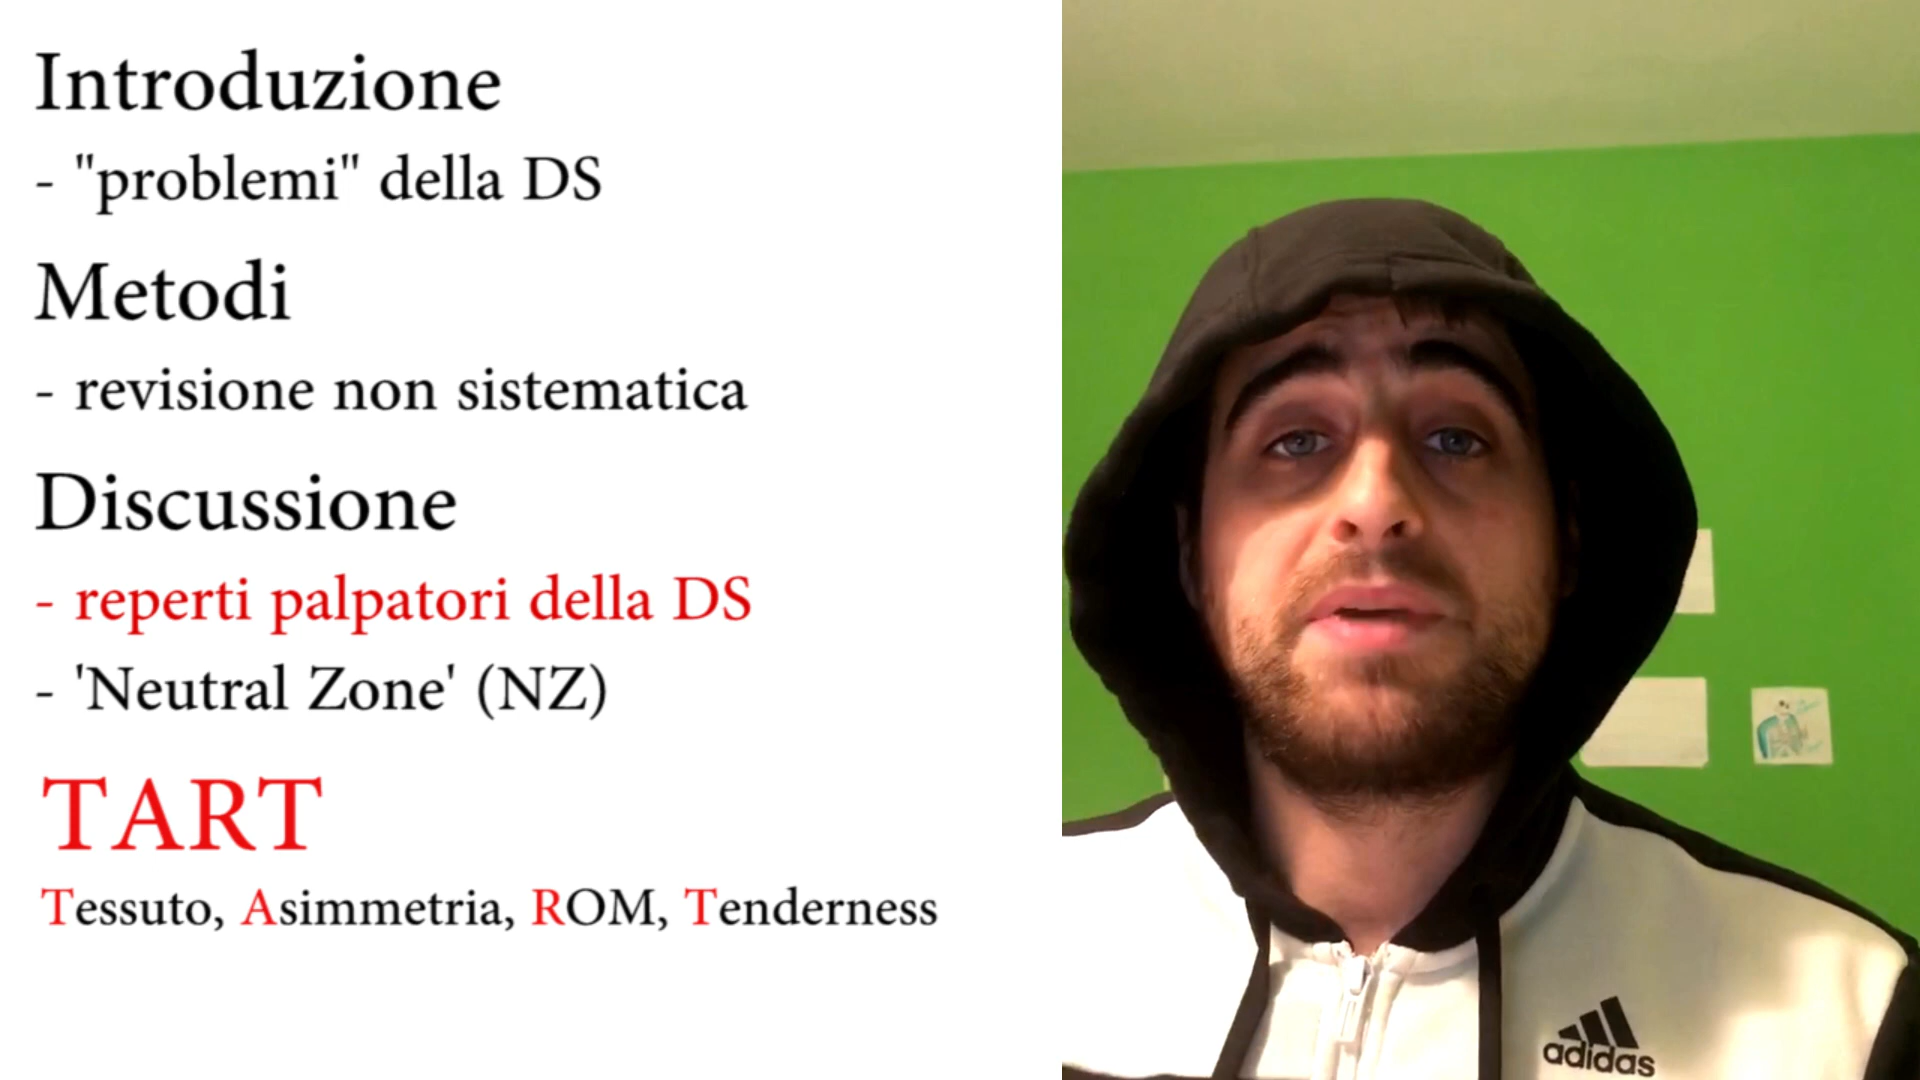 Introduzione
- "problemi" della DS
Metodi
- revisione non sistematica
Discussione
- reperti palpatori della DS
- 'Neutral Zone' (NZ)
TART
Tessuto, Asimmetria, ROM, Tenderness
adidas